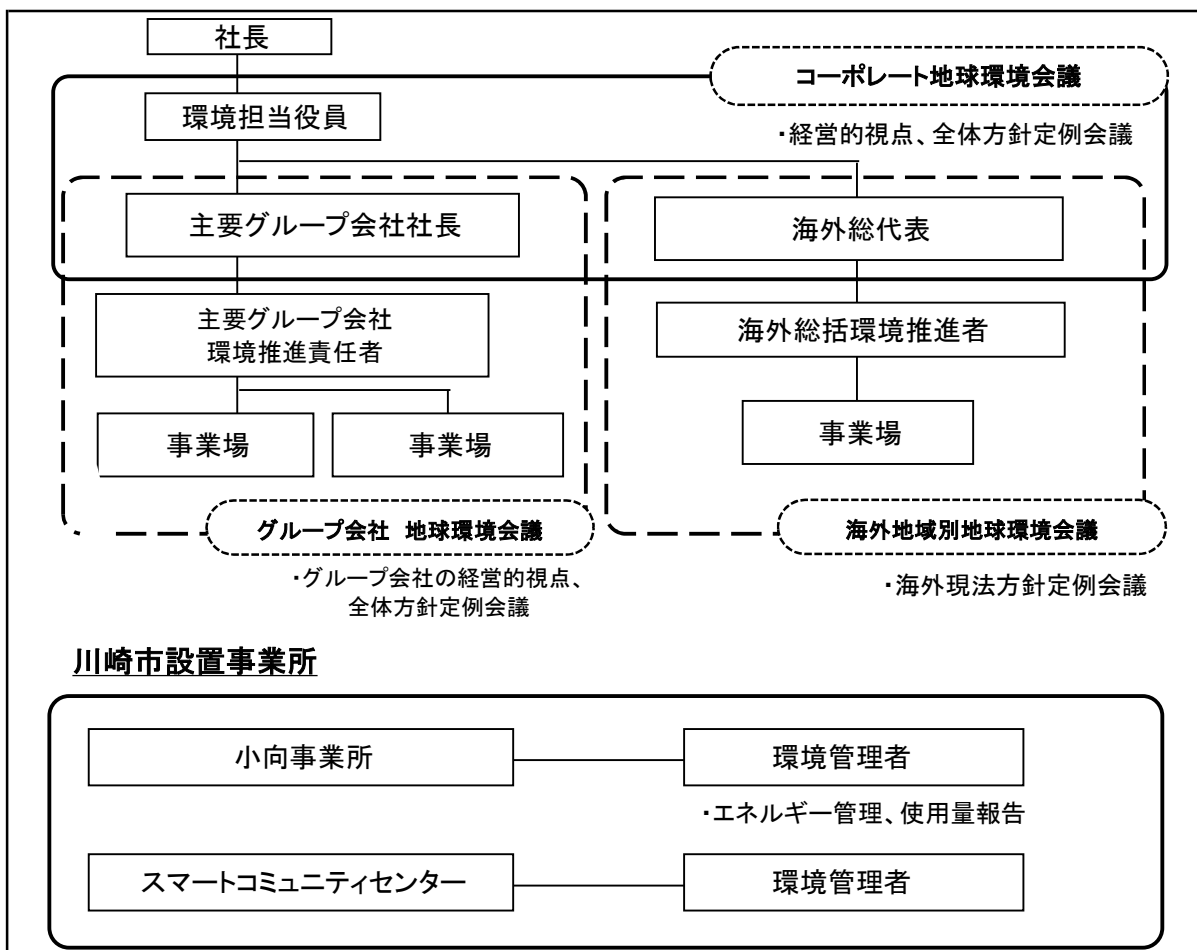 社長
コーポレート地球環境会議
環境担当役員
・経営的視点、全体方針定例会議
主要グループ会社社長
海外総代表
主要グループ会社
環境推進責任者
海外総括環境推進者
事業場
事業場
事業場
グループ会社 地球環境会議
海外地域別地球環境会議
・グループ会社の経営的視点、
全体方針定例会議
・海外現法方針定例会議
川崎市設置事業所
小向事業所
環境管理者
・エネルギー管理、使用量報告
スマートコミュニティセンター
環境管理者